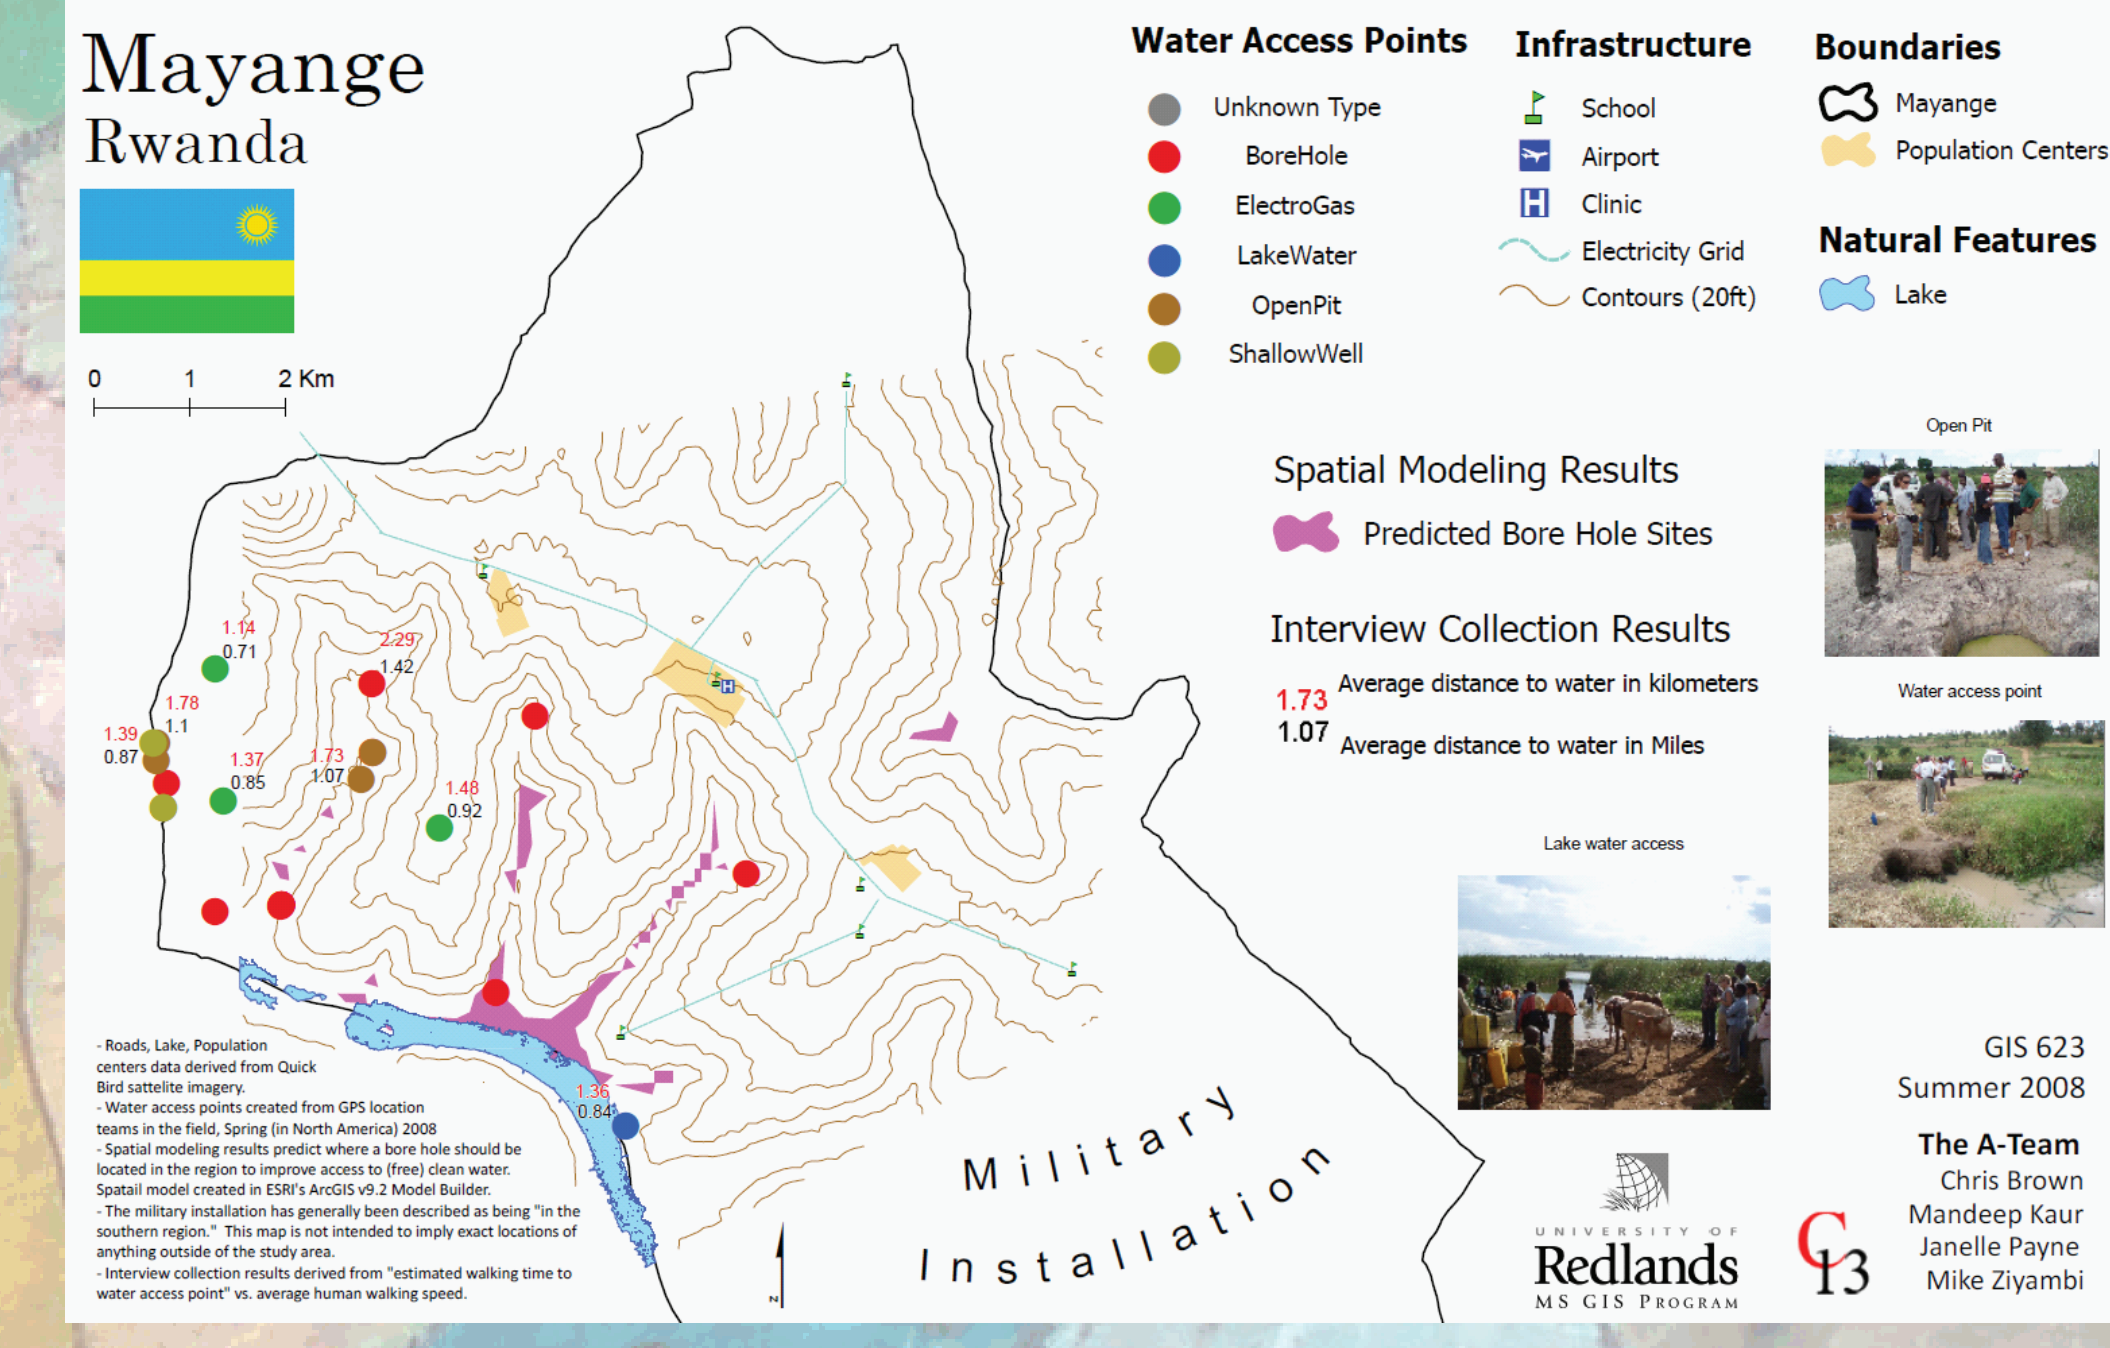 Mayange
Rwanda
0 1 2 Km
Water Access Points
Unknown Type
BoreHole
ElectroGas
LakeWater
OpenPit
ShallowWell
Infrastructure
School
Airport
H Clinic
Electricity Grid
Contours (20ft)
Boundaries
Mayange
Population Centers
Natural Features
Lake
Spatial Modeling Results
Predicted Bore Hole Sites
Interview Collection Results
1.73 Average distance to water in kilometers
1.07 Average distance to water in Miles
Open Pit
Water access point
Lake water access
1.14
0.71
2.29
1.42
1.78
1.1
1.39
0.87
1.37
0.85
1.73
1.07
1.48
0.92
H
1.36
0.84
Military
Installation
N
- Roads, Lake, Population
centers data derived from Quick
Bird sattelite imagery.
- Water access points created from GPS location
teams in the field, Spring (in North America) 2008
- Spatial modeling results predict where a bore hole should be
located in the region to improve access to (free) clean water.
Spatail model created in ESRI's ArcGIS v9.2 Model Builder.
- The military installation has generally been described as being "in the
southern region." This map is not intended to imply exact locations of
anything outside of the study area.
- Interview collection results derived from "estimated walking time to
water access point" vs. average human walking speed.
UNIVERSITY OF
Redlands
MS GIS PROGRAM
C
13
GIS 623
Summer 2008
The A-Team
Chris Brown
Mandeep Kaur
Janelle Payne
Mike Ziyambi